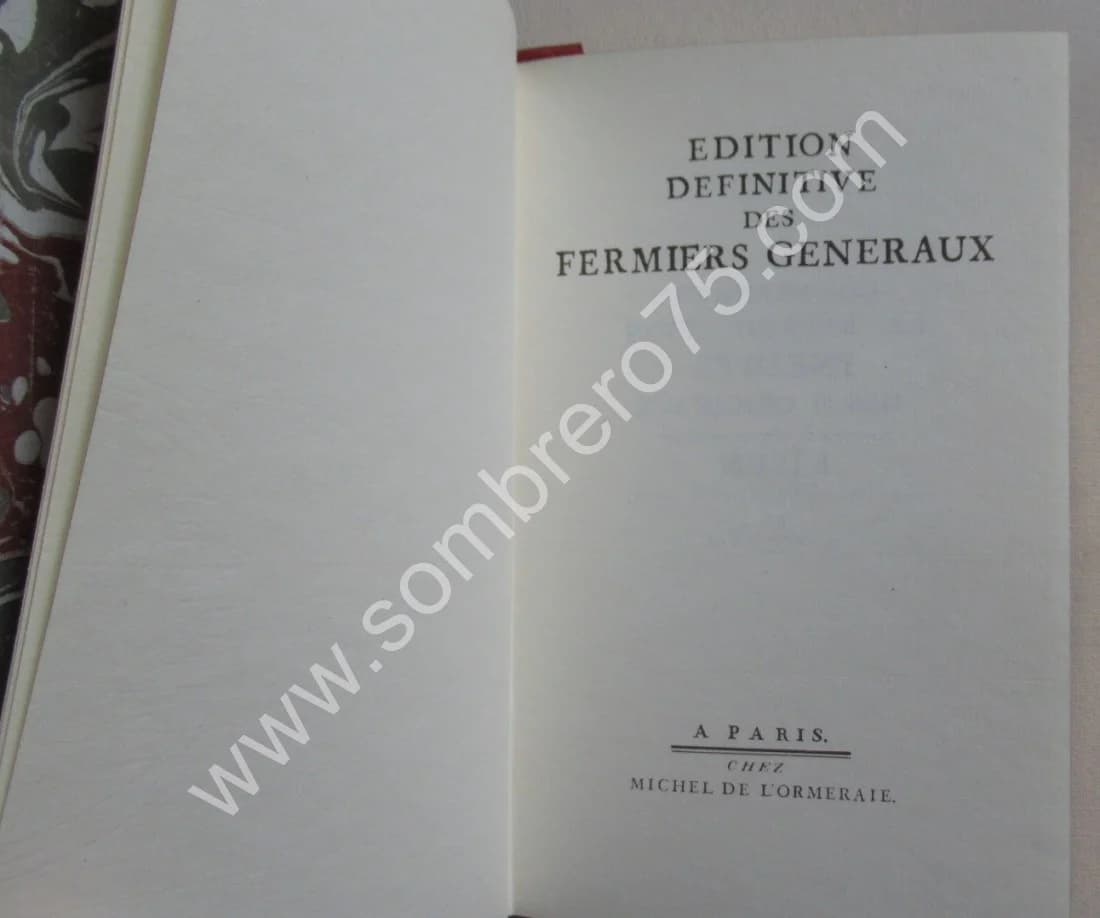 EDITION
DEFINITIVE
DES
FERMIERS GENERAUX
A PARIS.
CHEZ
MICHEL DE L'ORMERAIE.
www.sombrero75.com